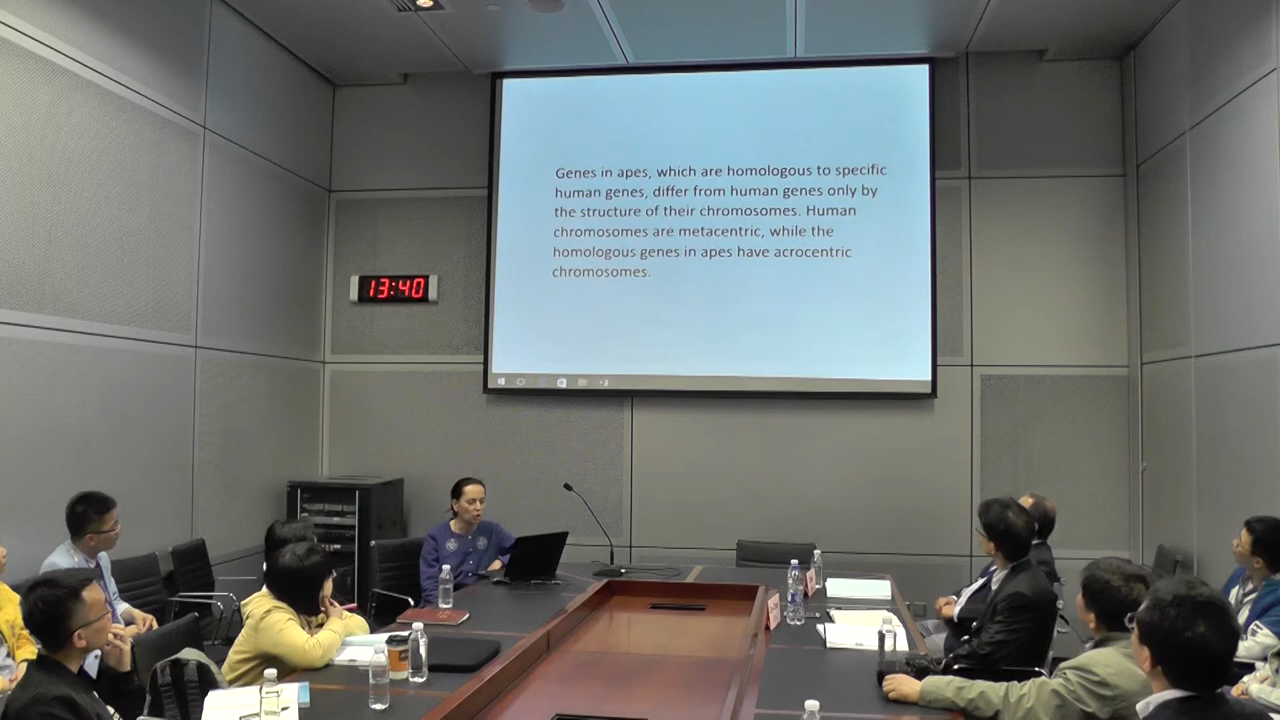 Genes in apes, which are homologous to specific
human genes, differ from human genes only by
the structure of their chromosomes. Human
chromosomes are metacentric, while the
homologous genes in apes have acrocentric
chromosomes.
13:40